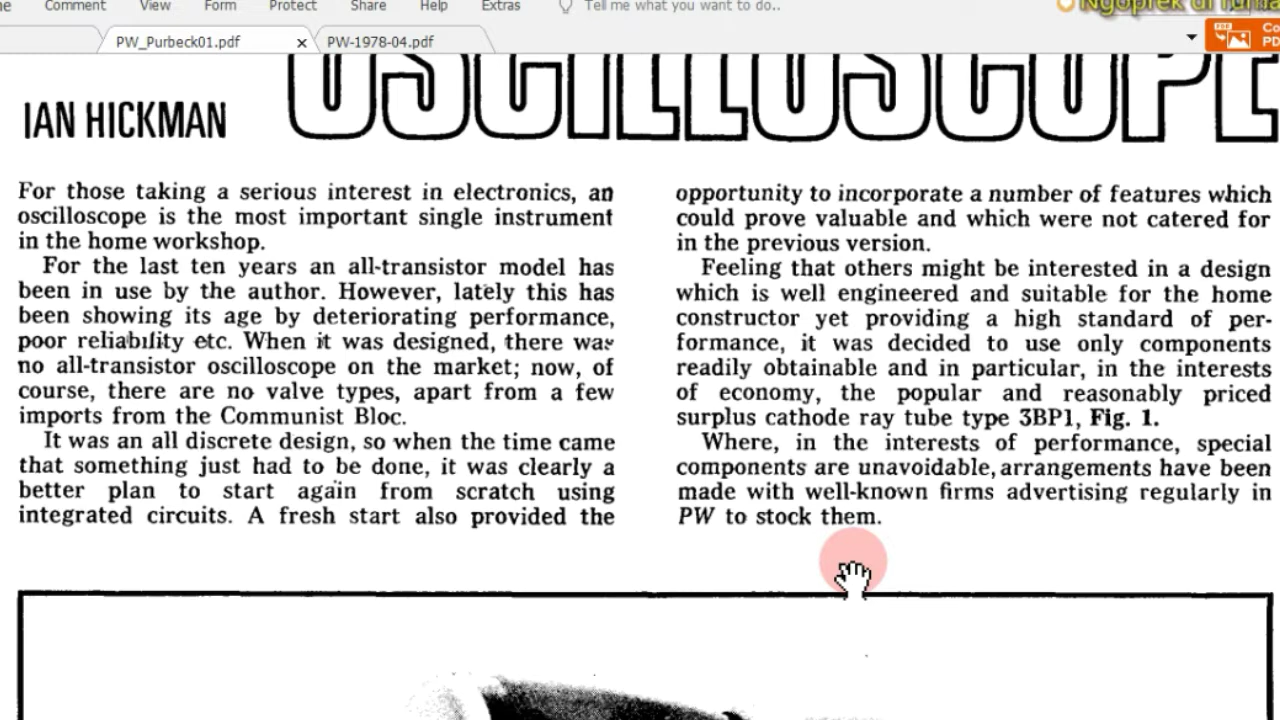 Comment View Form Protect Share Help Extras Tell me what you want to do..
PW_Purbeck01.pdf PW-1978-04.pdf
OSCILLOSCOPE
IAN HICKMAN
For those taking a serious interest in electronics, an
oscilloscope is the most important single instrument
in the home workshop.
For the last ten years an all-transistor model has
been in use by the author. However, lately this has
been showing its age by deteriorating performance,
poor reliability etc. When it was designed, there was
no all-transistor oscilloscope on the market; now, of
course, there are no valve types, apart from a few
imports from the Communist Bloc.
It was an all discrete design, so when the time came
that something just had to be done, it was clearly a
better plan to start again from scratch using
integrated circuits. A fresh start also provided the
opportunity to incorporate a number of features which
could prove valuable and which were not catered for
in the previous version.
Feeling that others might be interested in a design
which is well engineered and suitable for the home
constructor yet providing a high standard of per-
formance, it was decided to use only components
readily obtainable and in particular, in the interests
of economy, the popular and reasonably priced
surplus cathode ray tube type 3BP1, Fig. 1.
Where, in the interests of performance, special
components are unavoidable, arrangements have been
made with well-known firms advertising regularly in
PW to stock them.